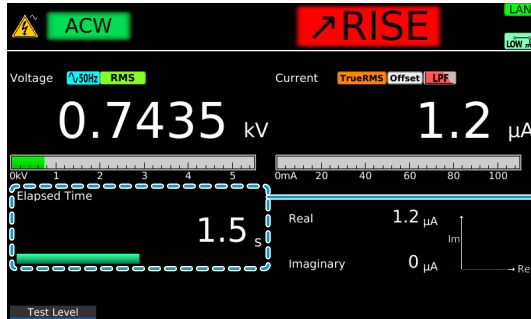 ACW ↗RISE LAN
LOW
Voltage 50Hz RMS Current TrueRMS Offset LPF
0.7435 kV 1.2 µA
0kV 1 2 3 4 5 0mA 20 40 60 80 100
Elapsed Time
1.5 s
Real 1.2 µA
Im
Imaginary 0 µA Re
Test Level